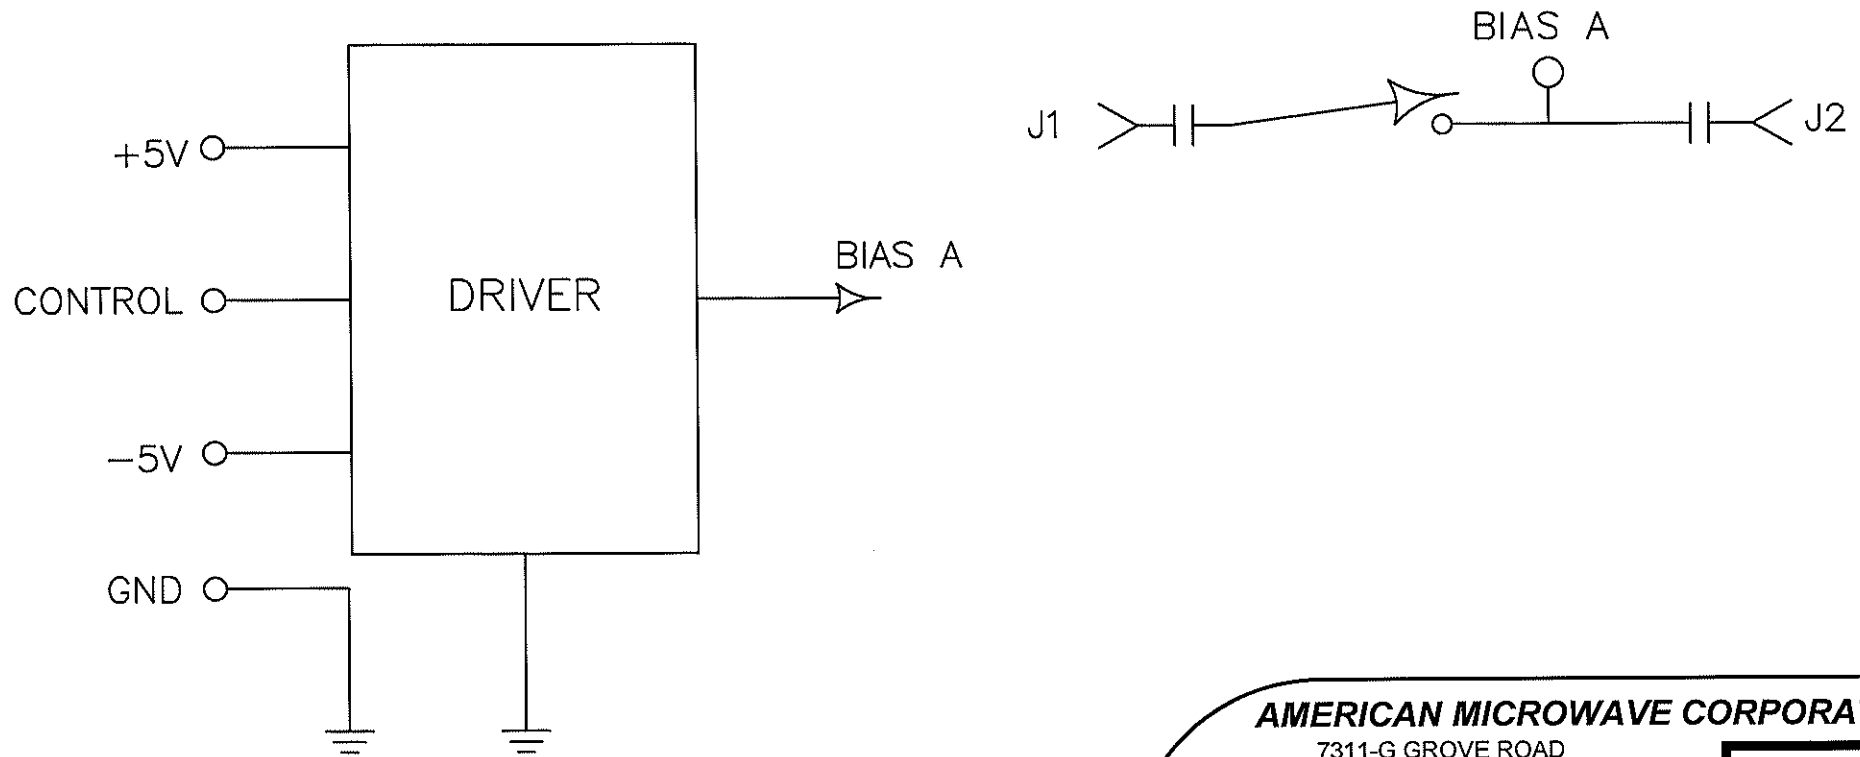 BIAS A
J1
J2
+5V
BIAS A
CONTROL
DRIVER
-5V
GND
AMERICAN MICROWAVE CORPORA
7311-G GROVE ROAD